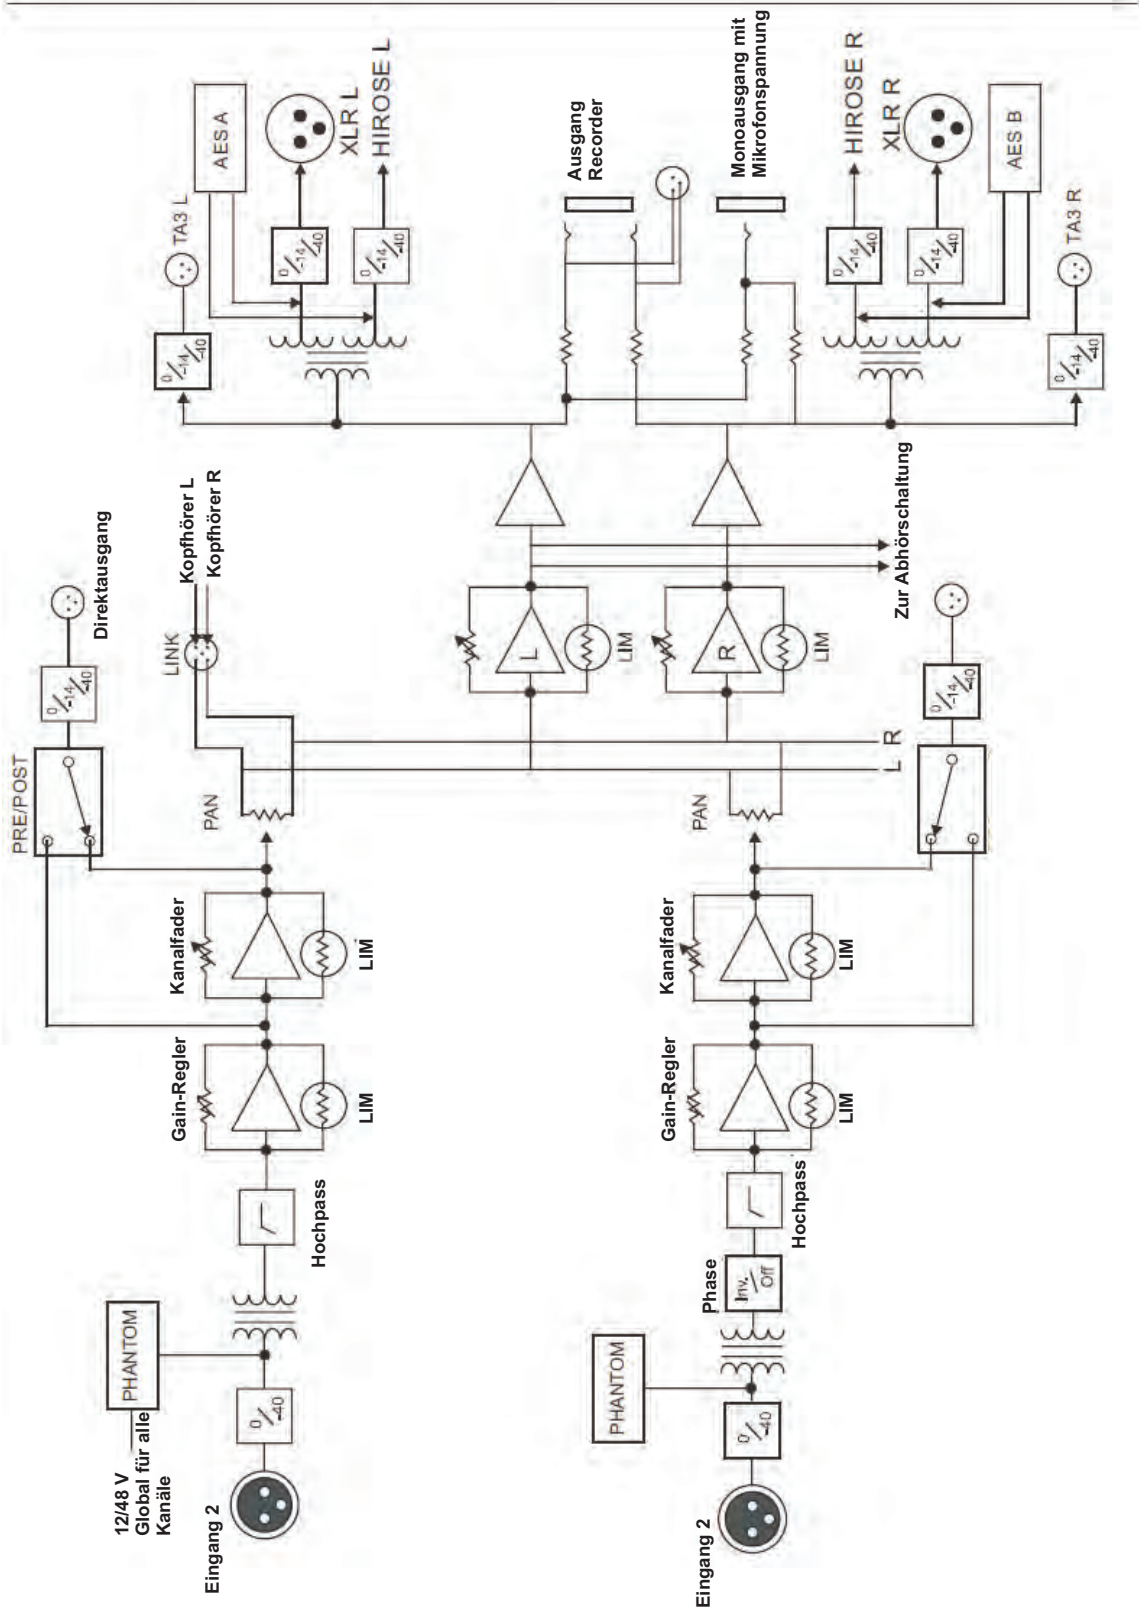 PRE/POST
0/-14/-40
Direktausgang
LINK
Kopfhörer L
Kopfhörer R
0/-14/-40
TA3 L
AES A
0/-14/-40
XLR L
0/-14/-40
HIROSE L
12/48 V
Global für alle
Kanäle
PHANTOM
Eingang 2
0/-40
Hochpass
Gain-Regler
LIM
Kanalfader
LIM
PAN
L
LIM
Ausgang
Recorder
R
LIM
Monoausgang mit
Mikrofonspannung
PHANTOM
Eingang 2
0/-40
Phase
Inv.
/Off
Hochpass
Gain-Regler
LIM
Kanalfader
LIM
PAN
L
R
Zur Abhörschaltung
0/-14/-40
0/-14/-40
HIROSE R
0/-14/-40
XLR R
AES B
0/-14/-40
TA3 R